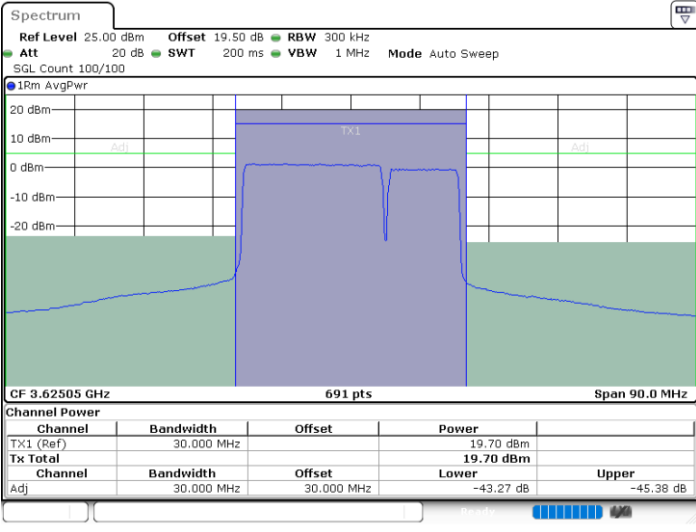 Spectrum
Ref Level 25.00 dBm Offset 19.50 dB RBW 300 kHz
Att 20 dB SWT 200 ms VBW 1 MHz Mode Auto Sweep
SGL Count 100/100
1Rm AvgPwr
20 dBm
TX1
10 dBm
Adj Adj
0 dBm
-10 dBm
-20 dBm
CF 3.62505 GHz 691 pts Span 90.0 MHz
Channel Power
Channel Bandwidth Offset Power
TX1 (Ref) 30.000 MHz 19.70 dBm
Tx Total 19.70 dBm
Channel Bandwidth Offset Lower Upper
Adj 30.000 MHz 30.000 MHz -43.27 dB -45.38 dB
Ready